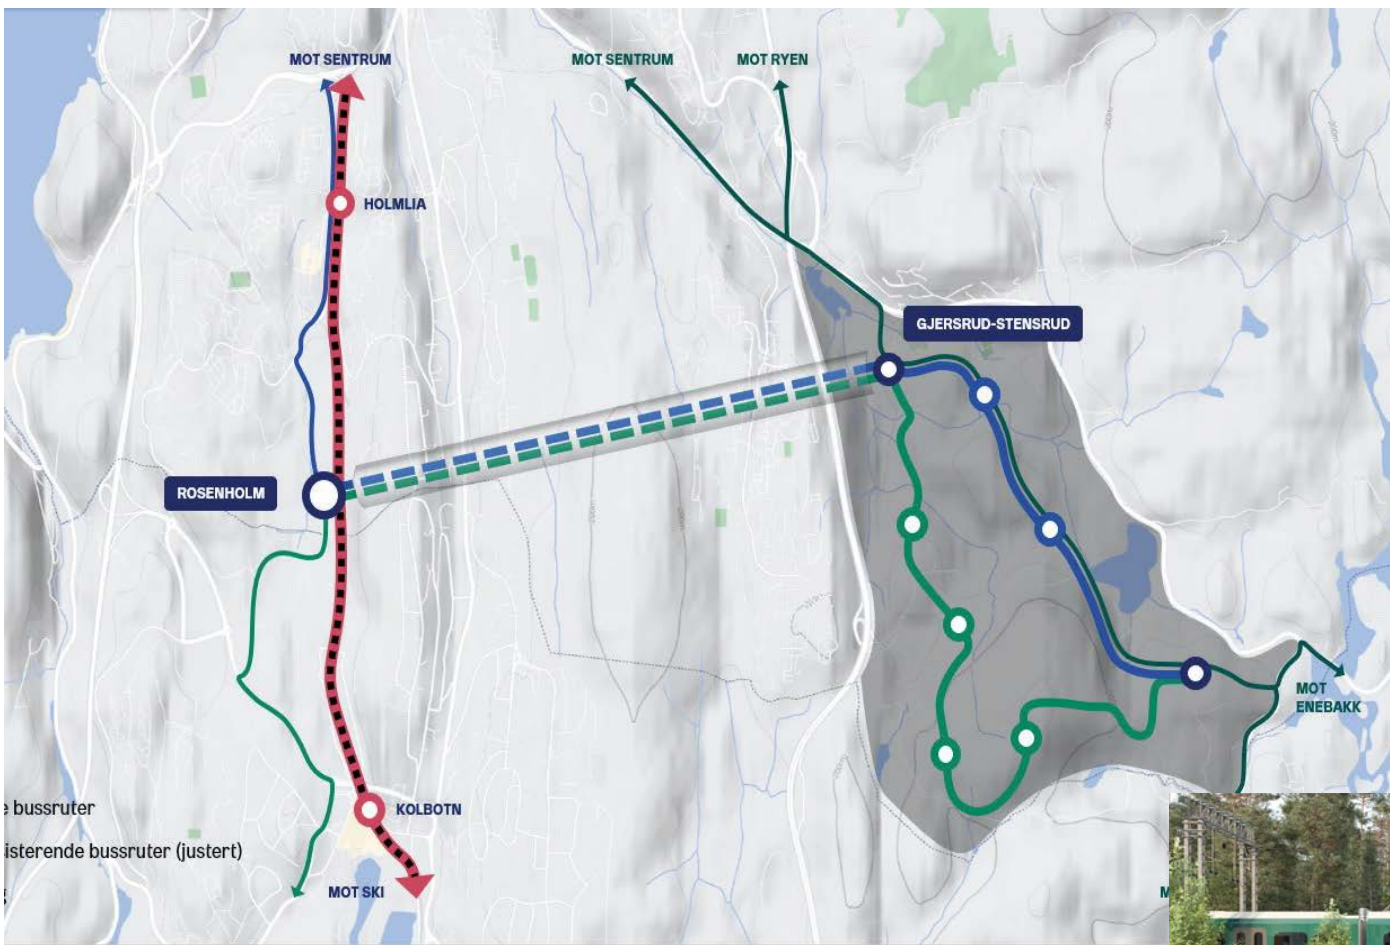 MOT SENTRUM
MOT SENTRUM
MOT RYEN
HOLMLIA
GJERSRUD-STENSRUD
ROSENHOLM
MOT
ENEBAKK
bussruter
KOLBOTN
isterende bussruter (justert)
MOT SKI